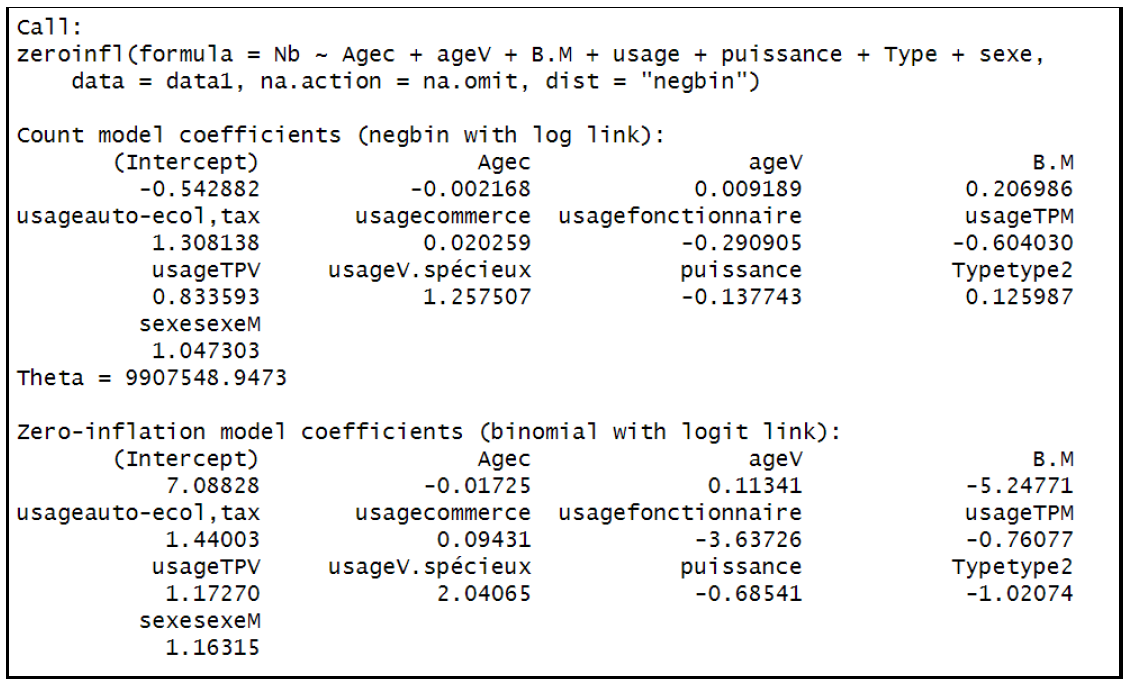 Call:
zeroinfl(formula = Nb ~ Agec + ageV + B.M + usage + puissance + Type + sexe,
    data = data1, na.action = na.omit, dist = "negbin")

Count model coefficients (negbin with log link):
(Intercept) Agec ageV B.M
-0.542882 -0.002168 0.009189 0.206986
usageauto-ecol,tax usagecommerce usagefonctionnaire usageTPM
1.308138 0.020259 -0.290905 -0.604030
usageTPV usageV.spécieux puissance Typetype2
0.833593 1.257507 -0.137743 0.125987
sexesexeM
1.047303
Theta = 9907548.9473

Zero-inflation model coefficients (binomial with logit link):
(Intercept) Agec ageV B.M
7.08828 -0.01725 0.11341 -5.24771
usageauto-ecol,tax usagecommerce usagefonctionnaire usageTPM
1.44003 0.09431 -3.63726 -0.76077
usageTPV usageV.spécieux puissance Typetype2
1.17270 2.04065 -0.68541 -1.02074
sexesexeM
1.16315